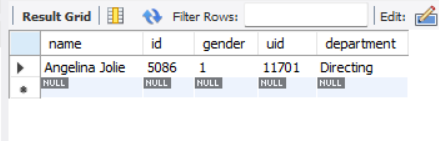 Result Grid Filter Rows: Edit:
name id gender uid department
Angelina Jolie 5086 1 11701 Directing
NULL NULL NULL NULL NULL